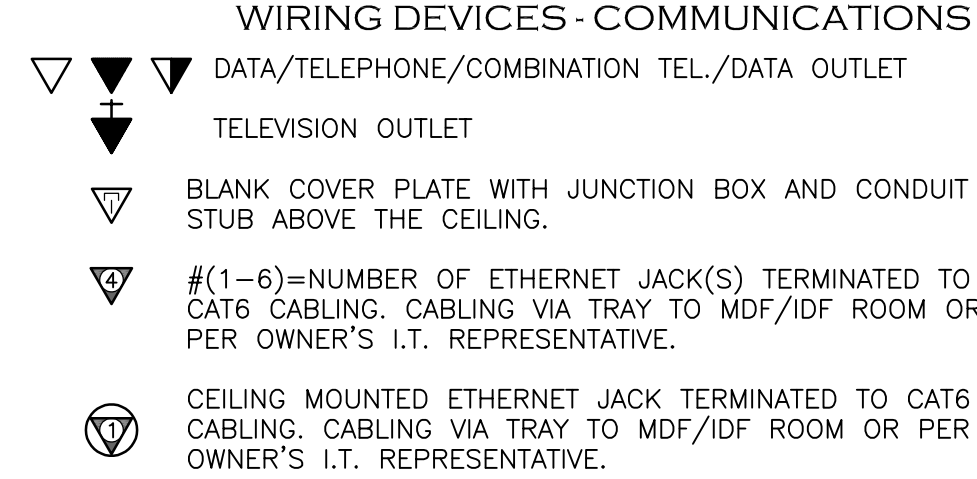 WIRING DEVICES - COMMUNICATIONS
DATA/TELEPHONE/COMBINATION TEL./DATA OUTLET
TELEVISION OUTLET
BLANK COVER PLATE WITH JUNCTION BOX AND CONDUIT
STUB ABOVE THE CEILING.
4 #(1-6)=NUMBER OF ETHERNET JACK(S) TERMINATED TO
CAT6 CABLING. CABLING VIA TRAY TO MDF/IDF ROOM OR
PER OWNER'S I.T. REPRESENTATIVE.
CEILING MOUNTED ETHERNET JACK TERMINATED TO CAT6
1 CABLING. CABLING VIA TRAY TO MDF/IDF ROOM OR PER
OWNER'S I.T. REPRESENTATIVE.